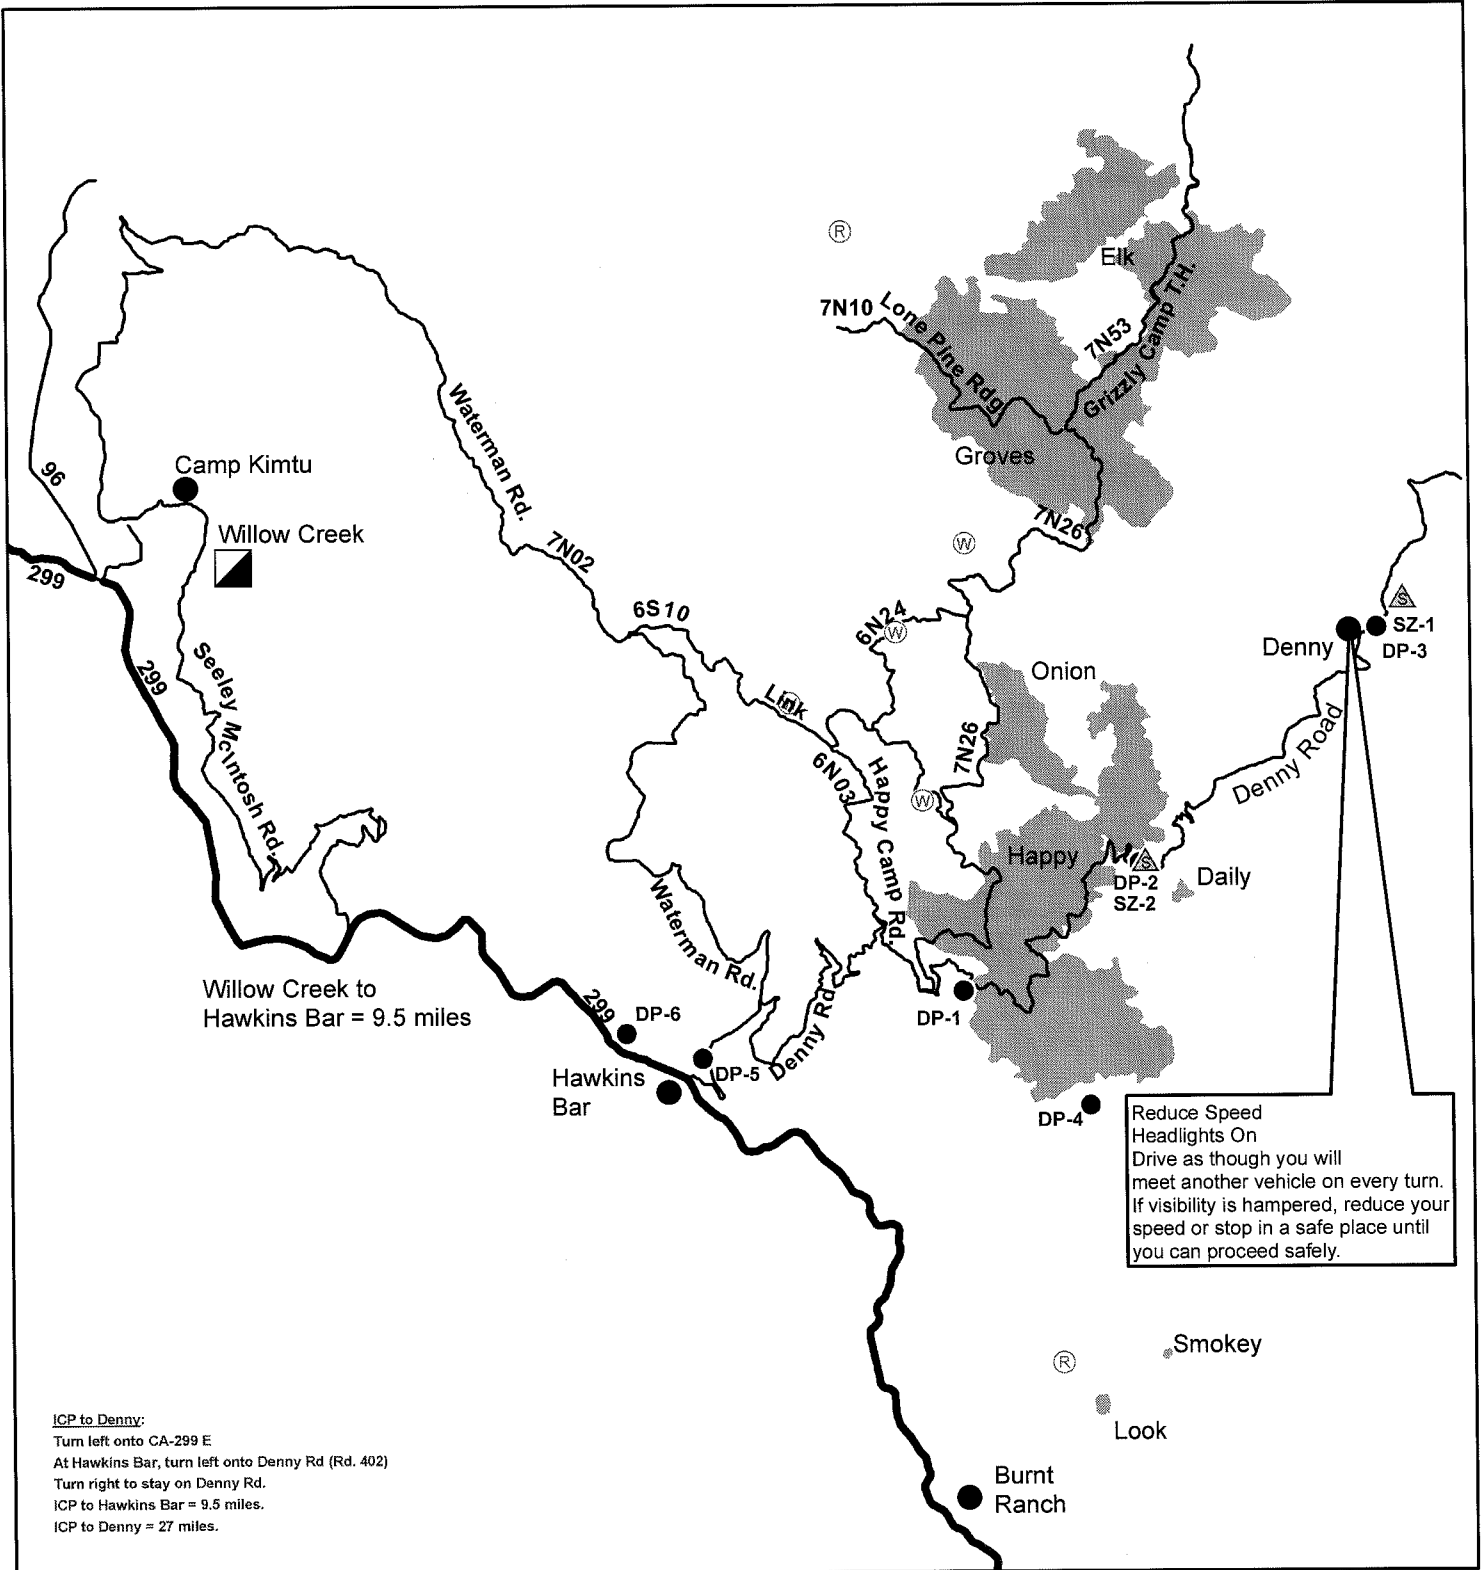 R
Elk
7N10
Lone Pine Rdg.
7N53
Grizzly Camp T.H.
Groves
96
Camp Kimtu
Waterman Rd.
Willow Creek
7N26
W
7N02
299
6S10
6N24
W
S
SZ-1
Denny
DP-3
Onion
299
Seeley McIntosh Rd.
Link
7N26
6N03
Happy Camp Rd.
W
Denny Road
Happy
S
DP-2
SZ-2
Daily
Waterman Rd.
Willow Creek to
Hawkins Bar = 9.5 miles
299
DP-6
DP-1
Denny Rd
DP-5
Hawkins
Bar
DP-4
Reduce Speed
Headlights On
Drive as though you will
meet another vehicle on every turn.
If visibility is hampered, reduce your
speed or stop in a safe place until
you can proceed safely.
Smokey
R
Look
Burnt
Ranch
ICP to Denny:
Turn left onto CA-299 E
At Hawkins Bar, turn left onto Denny Rd (Rd. 402)
Turn right to stay on Denny Rd.
ICP to Hawkins Bar = 9.5 miles.
ICP to Denny = 27 miles.